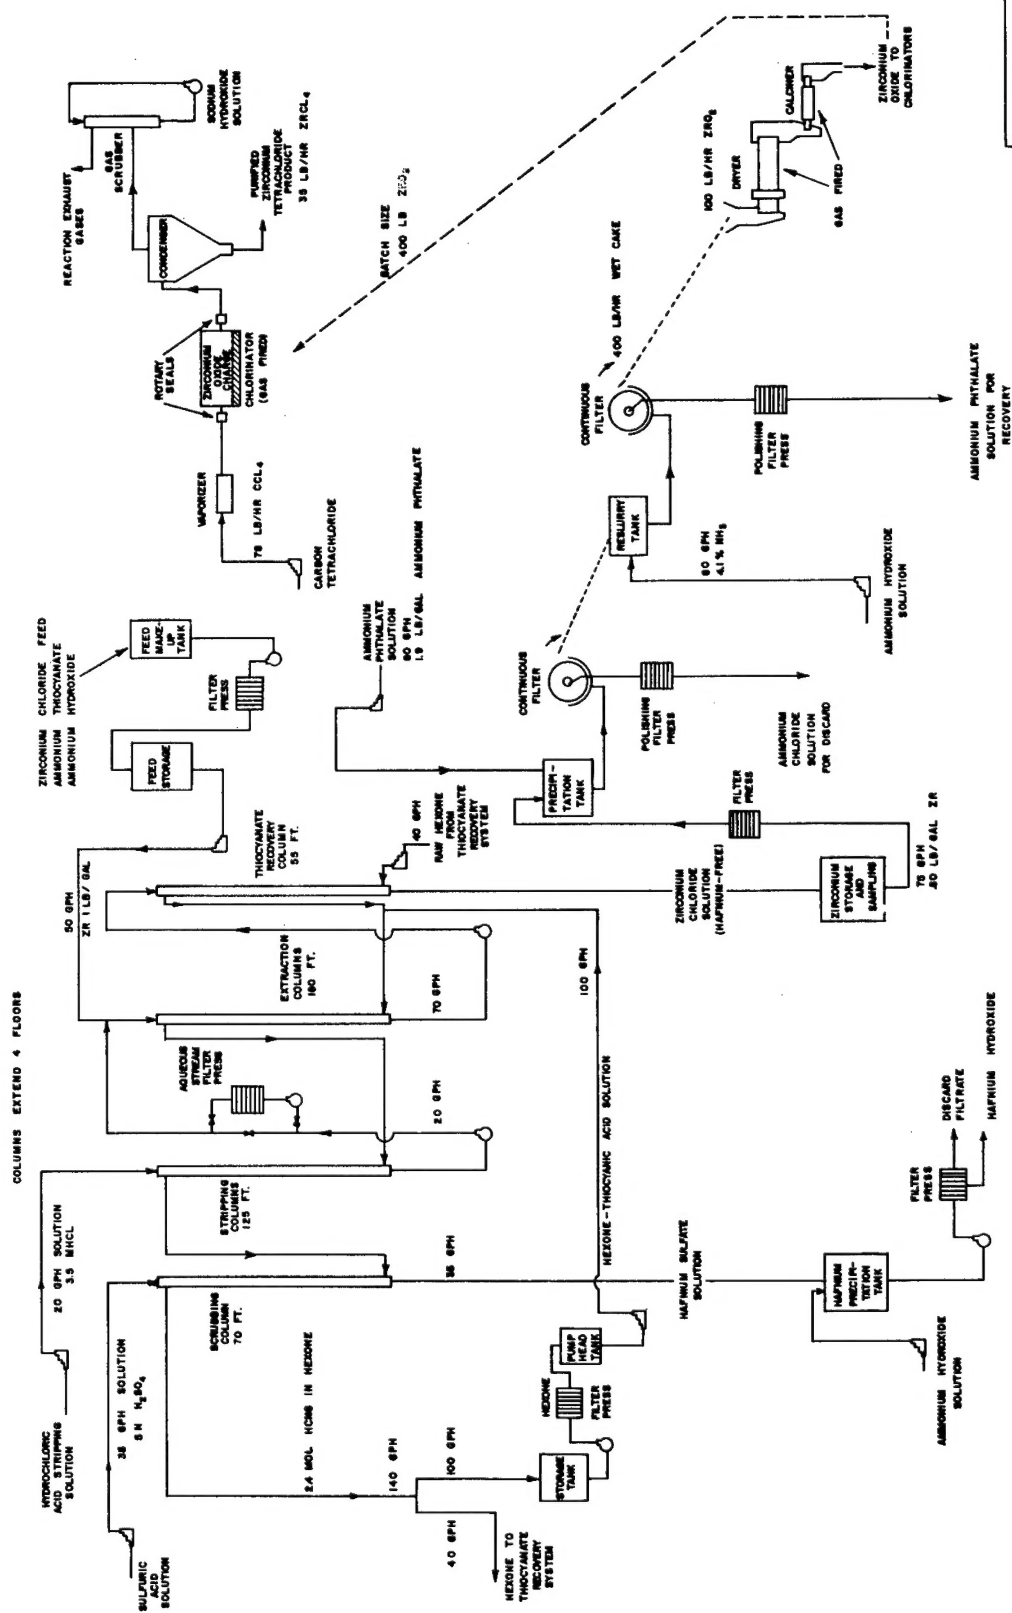 COLUMNS EXTEND 4 FLOORS
HYDROCHLORIC
ACID STRIPPING
SOLUTION
20 GPH SOLUTION
3.5 MHCL
SULFURIC
ACID
SOLUTION
35 GPH SOLUTION
5 N H₂SO₄
SCRUBBING
COLUMN
70 FT.
STRIPPING
COLUMNS
125 FT.
AQUEOUS
STREAM
FILTER
PRESS
EXTRACTION
COLUMNS
180 FT.
THIOCYANATE
RECOVERY
COLUMN
55 FT.
50 GPH
ZR 1 LB/ GAL
ZIRCONIUM CHLORIDE FEED
AMMONIUM THIOCYANATE
AMMONIUM HYDROXIDE
FEED
MAKE-
UP
TANK
FILTER
PRESS
FEED
STORAGE
2.4 MOL HCNS IN HEXONE
140 GPH
40 GPH
100 GPH
HEXONE TO
THIOCYANATE
RECOVERY
SYSTEM
STORAGE
TANK
HEXONE
FILTER
PRESS
PUMP
HEAD
TANK
HEXONE-THIOCYANIC ACID SOLUTION
100 GPH
35 GPH
20 GPH
70 GPH
40 GPH
RAW HEXONE
FROM
THIOCYANATE
RECOVERY
SYSTEM
HAFNIUM SULFATE
SOLUTION
AMMONIUM HYDROXIDE
SOLUTION
HAFNIUM
PRECIPI-
TATION
TANK
FILTER
PRESS
DISCARD
FILTRATE
HAFNIUM HYDROXIDE
ZIRCONIUM
CHLORIDE
SOLUTION
(HAFNIUM-FREE)
ZIRCONIUM
STORAGE
AND
SAMPLING
75 GPH
.60 LB/GAL ZR
FILTER
PRESS
AMMONIUM
PHTHALATE
SOLUTION
80 GPH
1.9 LB/GAL AMMONIUM PHTHALATE
PRECIPI-
TATION
TANK
CONTINUOUS
FILTER
POLISHING
FILTER
PRESS
AMMONIUM
CHLORIDE
SOLUTION
FOR DISCARD
RESLURRY
TANK
60 GPH
4.1 % NH₃
AMMONIUM HYDROXIDE
SOLUTION
CONTINUOUS
FILTER
400 LB/HR WET CAKE
POLISHING
FILTER
PRESS
AMMONIUM PHTHALATE
SOLUTION FOR
RECOVERY
100 LB/HR ZRO₂
DRYER
GAS FIRED
CALCINER
ZIRCONIUM
OXIDE TO
CHLORINATORS
BATCH SIZE
400 LB ZRO₂
CARBON
TETRACHLORIDE
78 LB/HR CCL₄
VAPORIZER
ROTARY
SEALS
ZIRCONIUM
OXIDE
CHARGE
CHLORINATOR
(GAS FIRED)
CONDENSER
PURIFIED
ZIRCONIUM
TETRACHLORIDE
PRODUCT
35 LB/HR ZRCL₄
REACTION EXHAUST
GASES
GAS
SCRUBBER
SODIUM
HYDROXIDE
SOLUTION